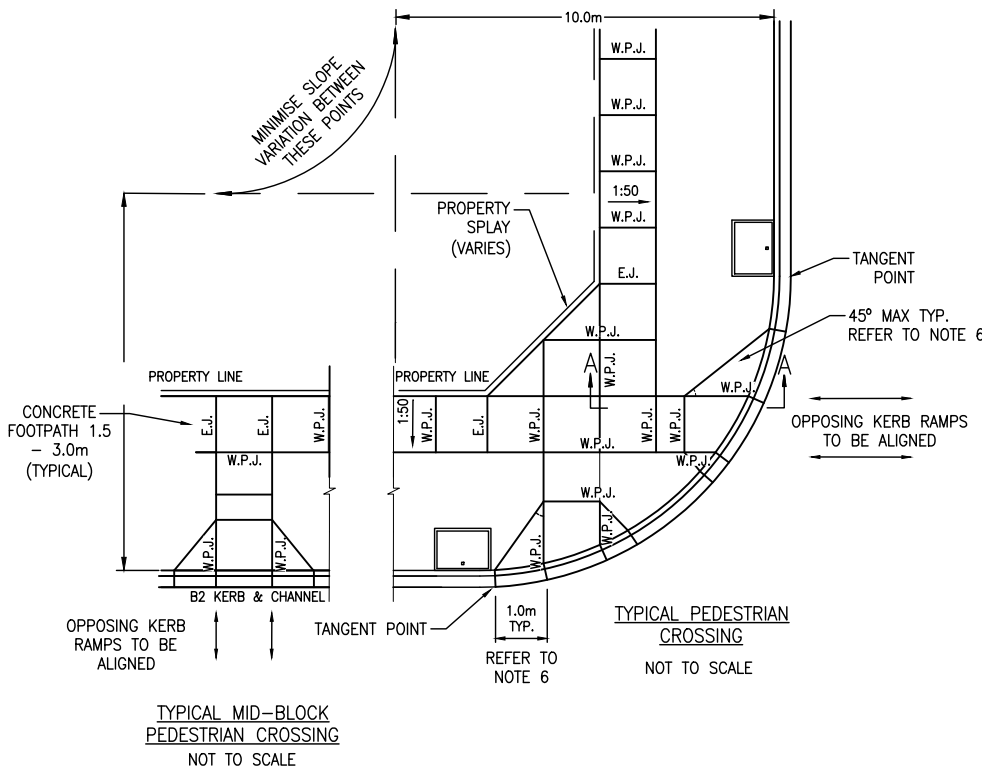 10.0m
W.P.J.
MINIMISE SLOPE
VARIATION BETWEEN
THESE POINTS
W.P.J.
W.P.J.
1:50
W.P.J.
PROPERTY
SPLAY
(VARIES)
E.J.
TANGENT
POINT
W.P.J.
45° MAX TYP.
REFER TO NOTE 6
A
W.P.J.
A
PROPERTY LINE
PROPERTY LINE
W.P.J.
CONCRETE
FOOTPATH 1.5
- 3.0m
(TYPICAL)
E.J.
E.J.
W.P.J.
1:50
W.P.J.
E.J.
W.P.J.
W.P.J.
W.P.J.
OPPOSING KERB RAMPS
TO BE ALIGNED
W.P.J.
W.P.J.
W.P.J.
W.P.J.
W.P.J.
W.P.J.
W.P.J.
B2 KERB & CHANNEL
OPPOSING KERB
RAMPS TO BE
ALIGNED
TANGENT POINT
1.0m
TYP.
REFER TO
NOTE 6
TYPICAL PEDESTRIAN
CROSSING
NOT TO SCALE
TYPICAL MID-BLOCK
PEDESTRIAN CROSSING
NOT TO SCALE